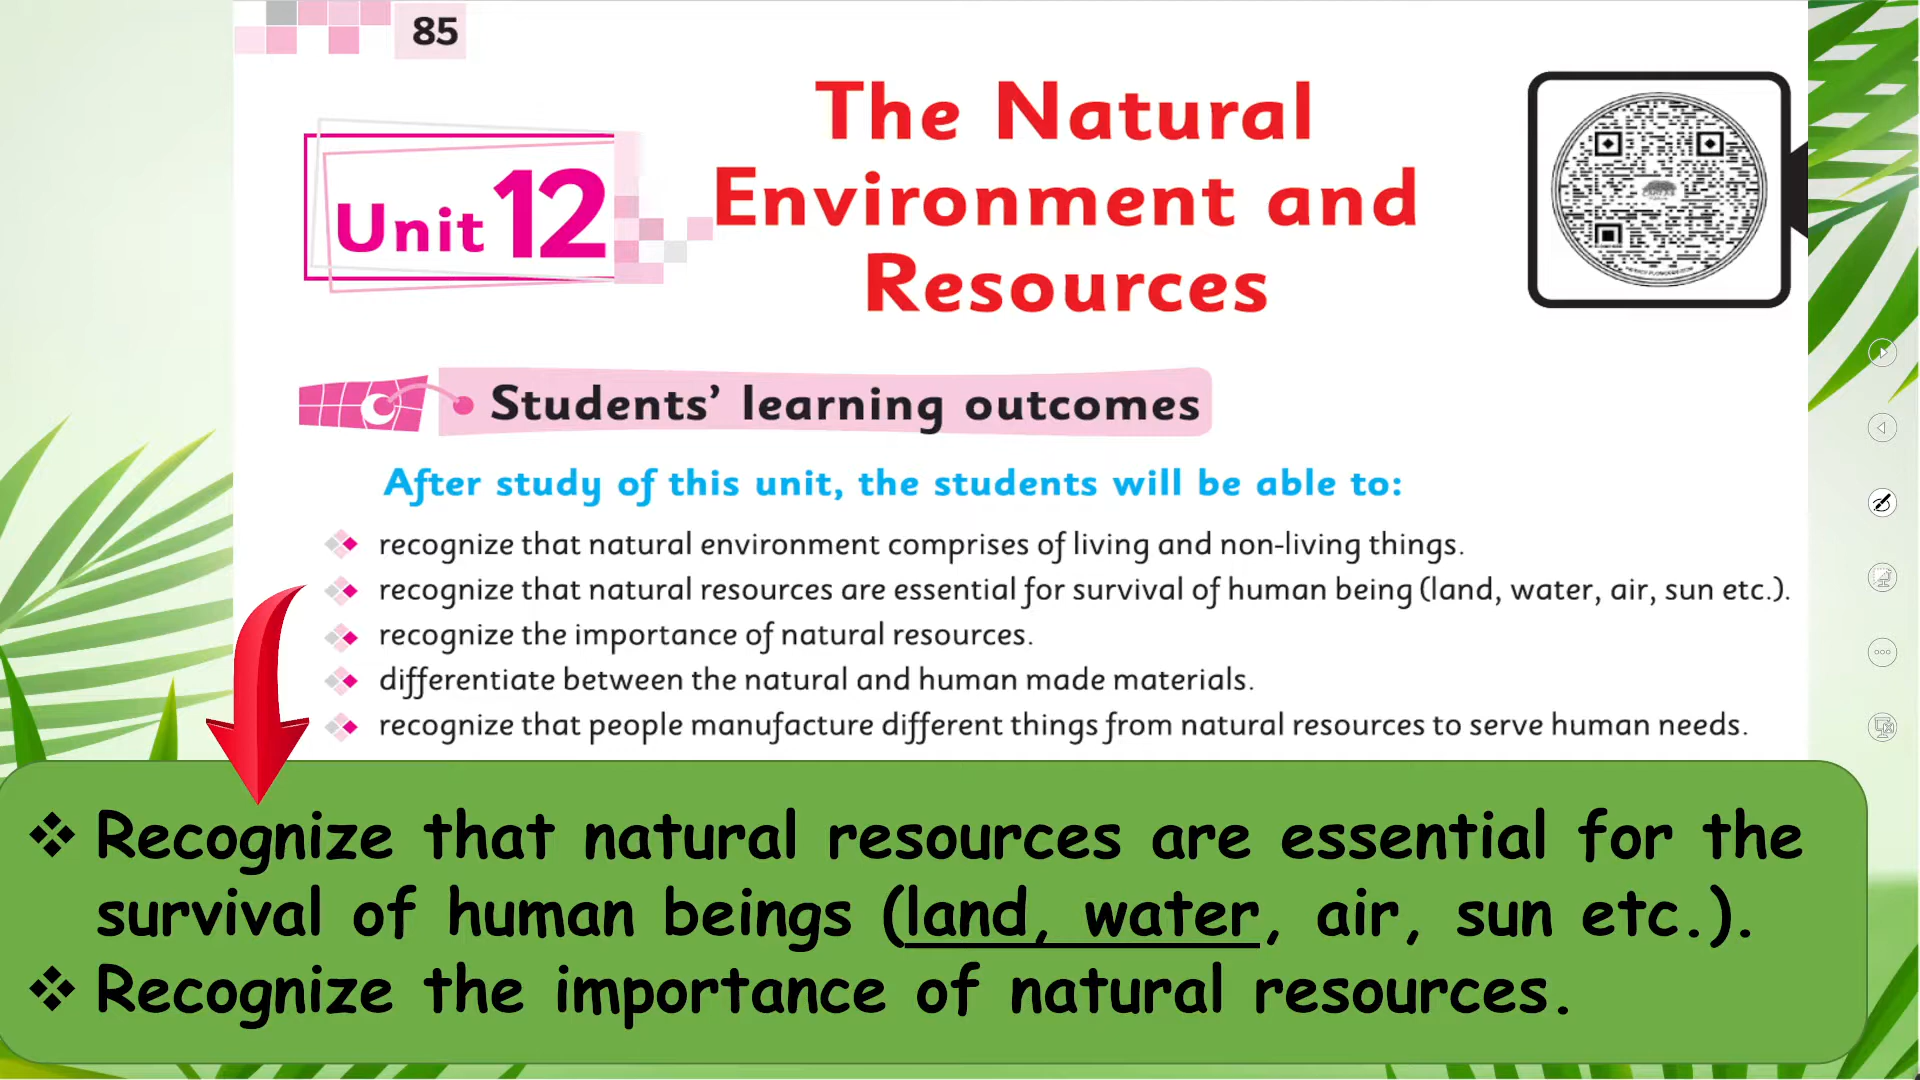 85
Unit 12
The Natural
Environment and
Resources
Students' learning outcomes
After study of this unit, the students will be able to:
recognize that natural environment comprises of living and non-living things.
recognize that natural resources are essential for survival of human being (land, water, air, sun etc.).
recognize the importance of natural resources.
differentiate between the natural and human made materials.
recognize that people manufacture different things from natural resources to serve human needs.
Recognize that natural resources are essential for the
survival of human beings (land, water, air, sun etc.).
Recognize the importance of natural resources.